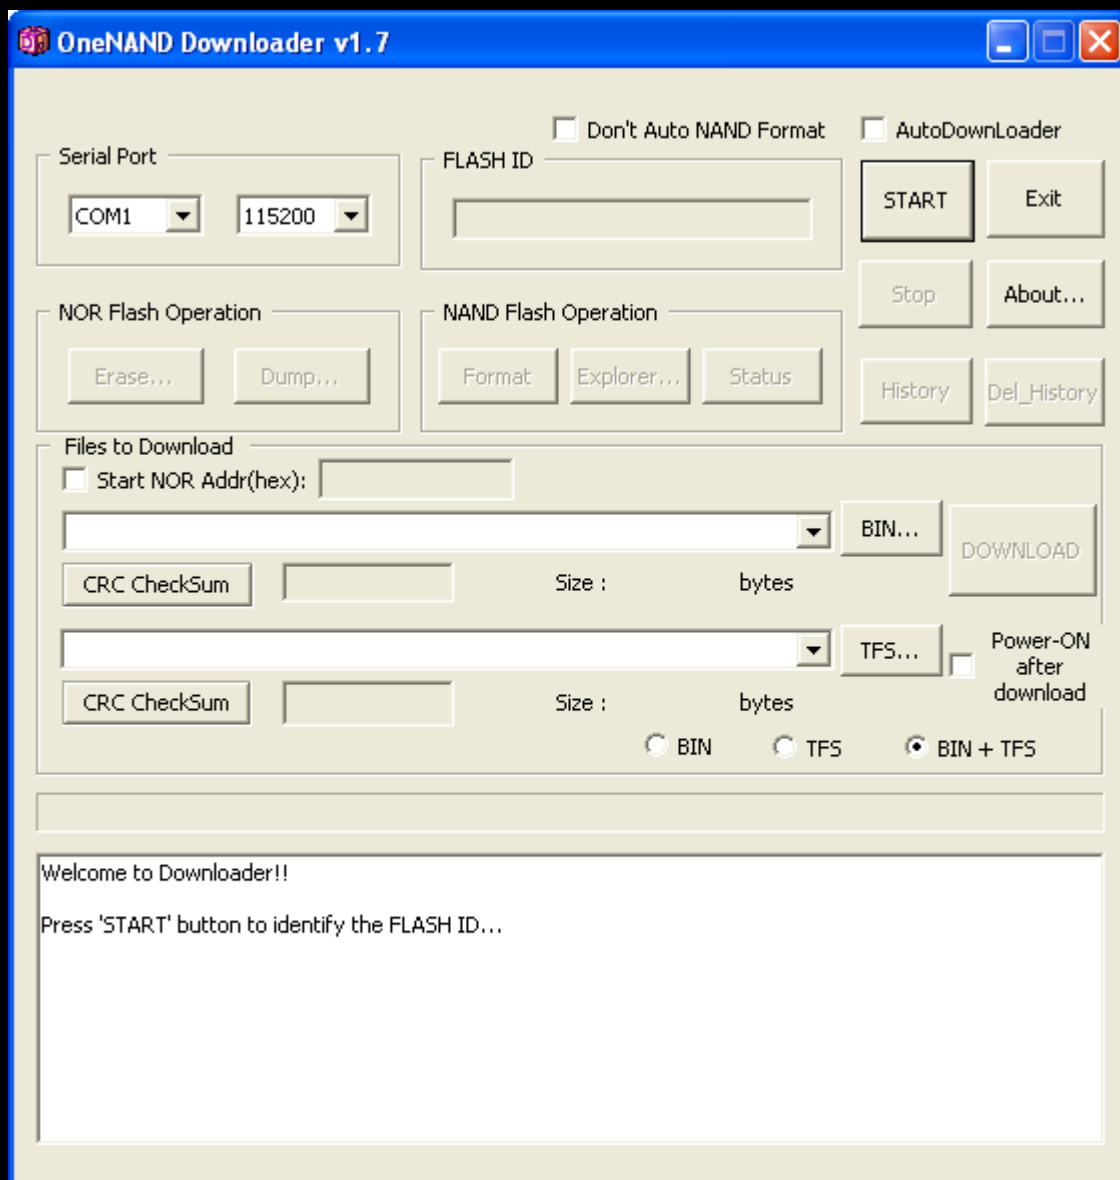 OneNAND Downloader v1.7
Don't Auto NAND Format
AutoDownLoader
Serial Port
COM1
115200
FLASH ID
START
Exit
Stop
About...
NOR Flash Operation
Erase...
Dump...
NAND Flash Operation
Format
Explorer...
Status
History
Del_History
Files to Download
Start NOR Addr(hex):
BIN...
DOWNLOAD
CRC CheckSum
Size :
bytes
TFS...
Power-ON
after
download
CRC CheckSum
Size :
bytes
BIN
TFS
BIN + TFS
Welcome to Downloader!!
Press 'START' button to identify the FLASH ID...